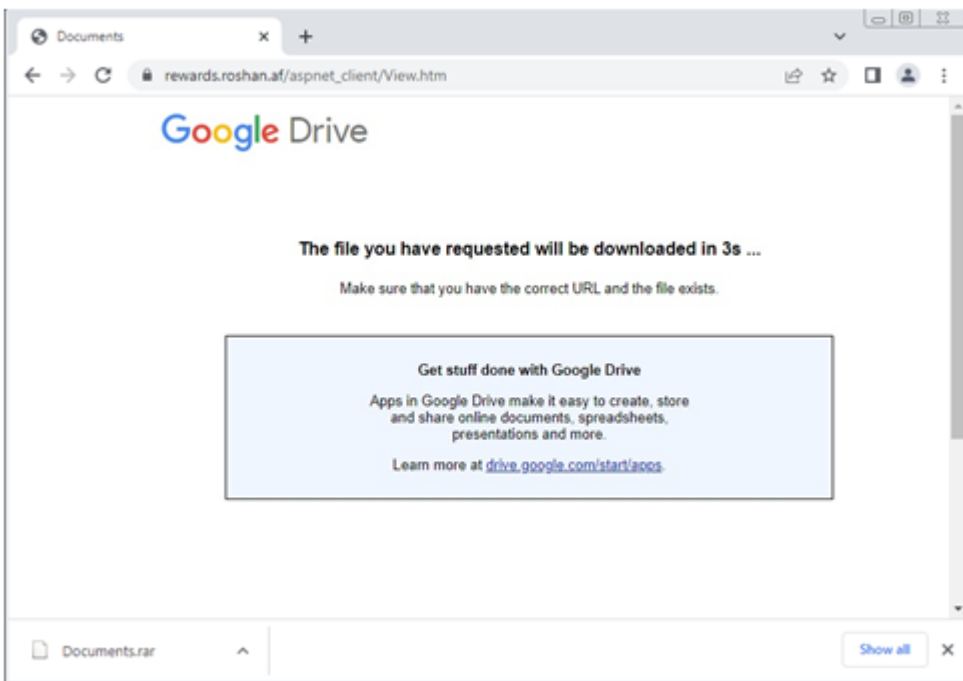 Documents
rewards.roshan.af/aspnet_client/View.htm
Google Drive
The file you have requested will be downloaded in 3s ...
Make sure that you have the correct URL and the file exists.
Get stuff done with Google Drive
Apps in Google Drive make it easy to create, store
and share online documents, spreadsheets,
presentations and more.
Learn more at drive.google.com/start/apps.
Documents.rar
Show all